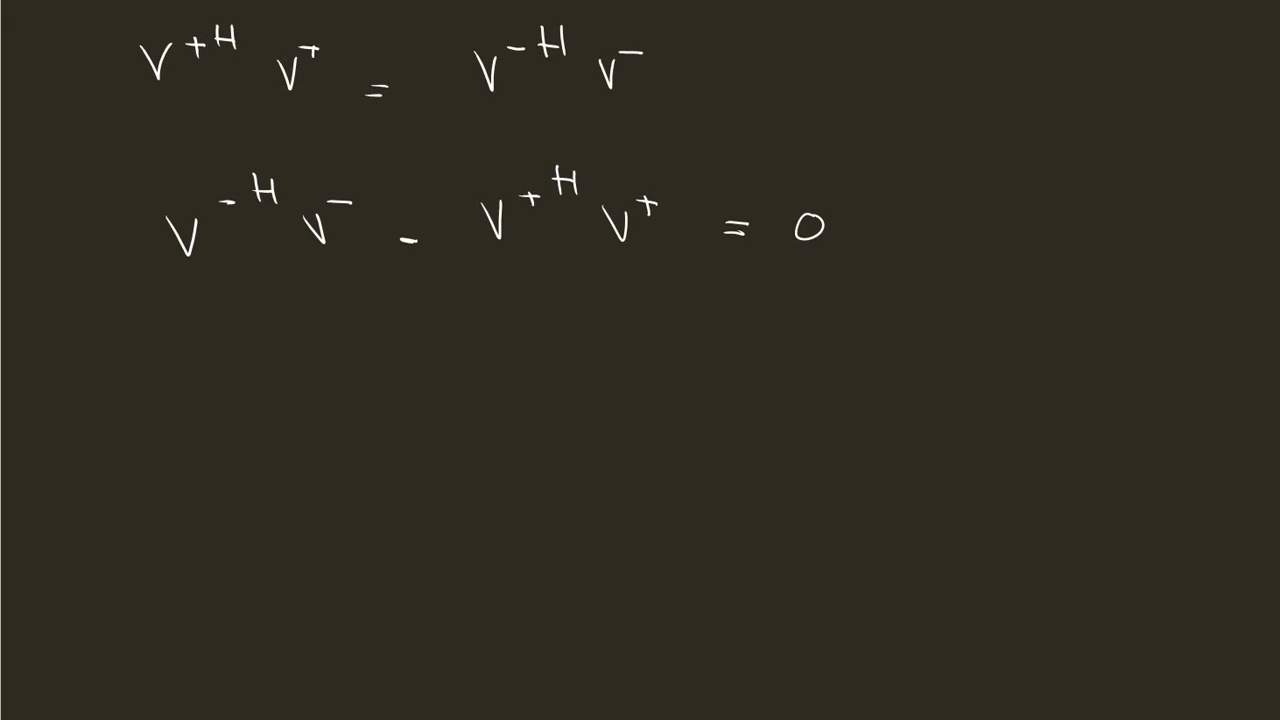 V⁺ᴴ V⁺ = V⁻ᴴ V⁻
V⁻ᴴ V⁻ - V⁺ᴴ V⁺ = 0